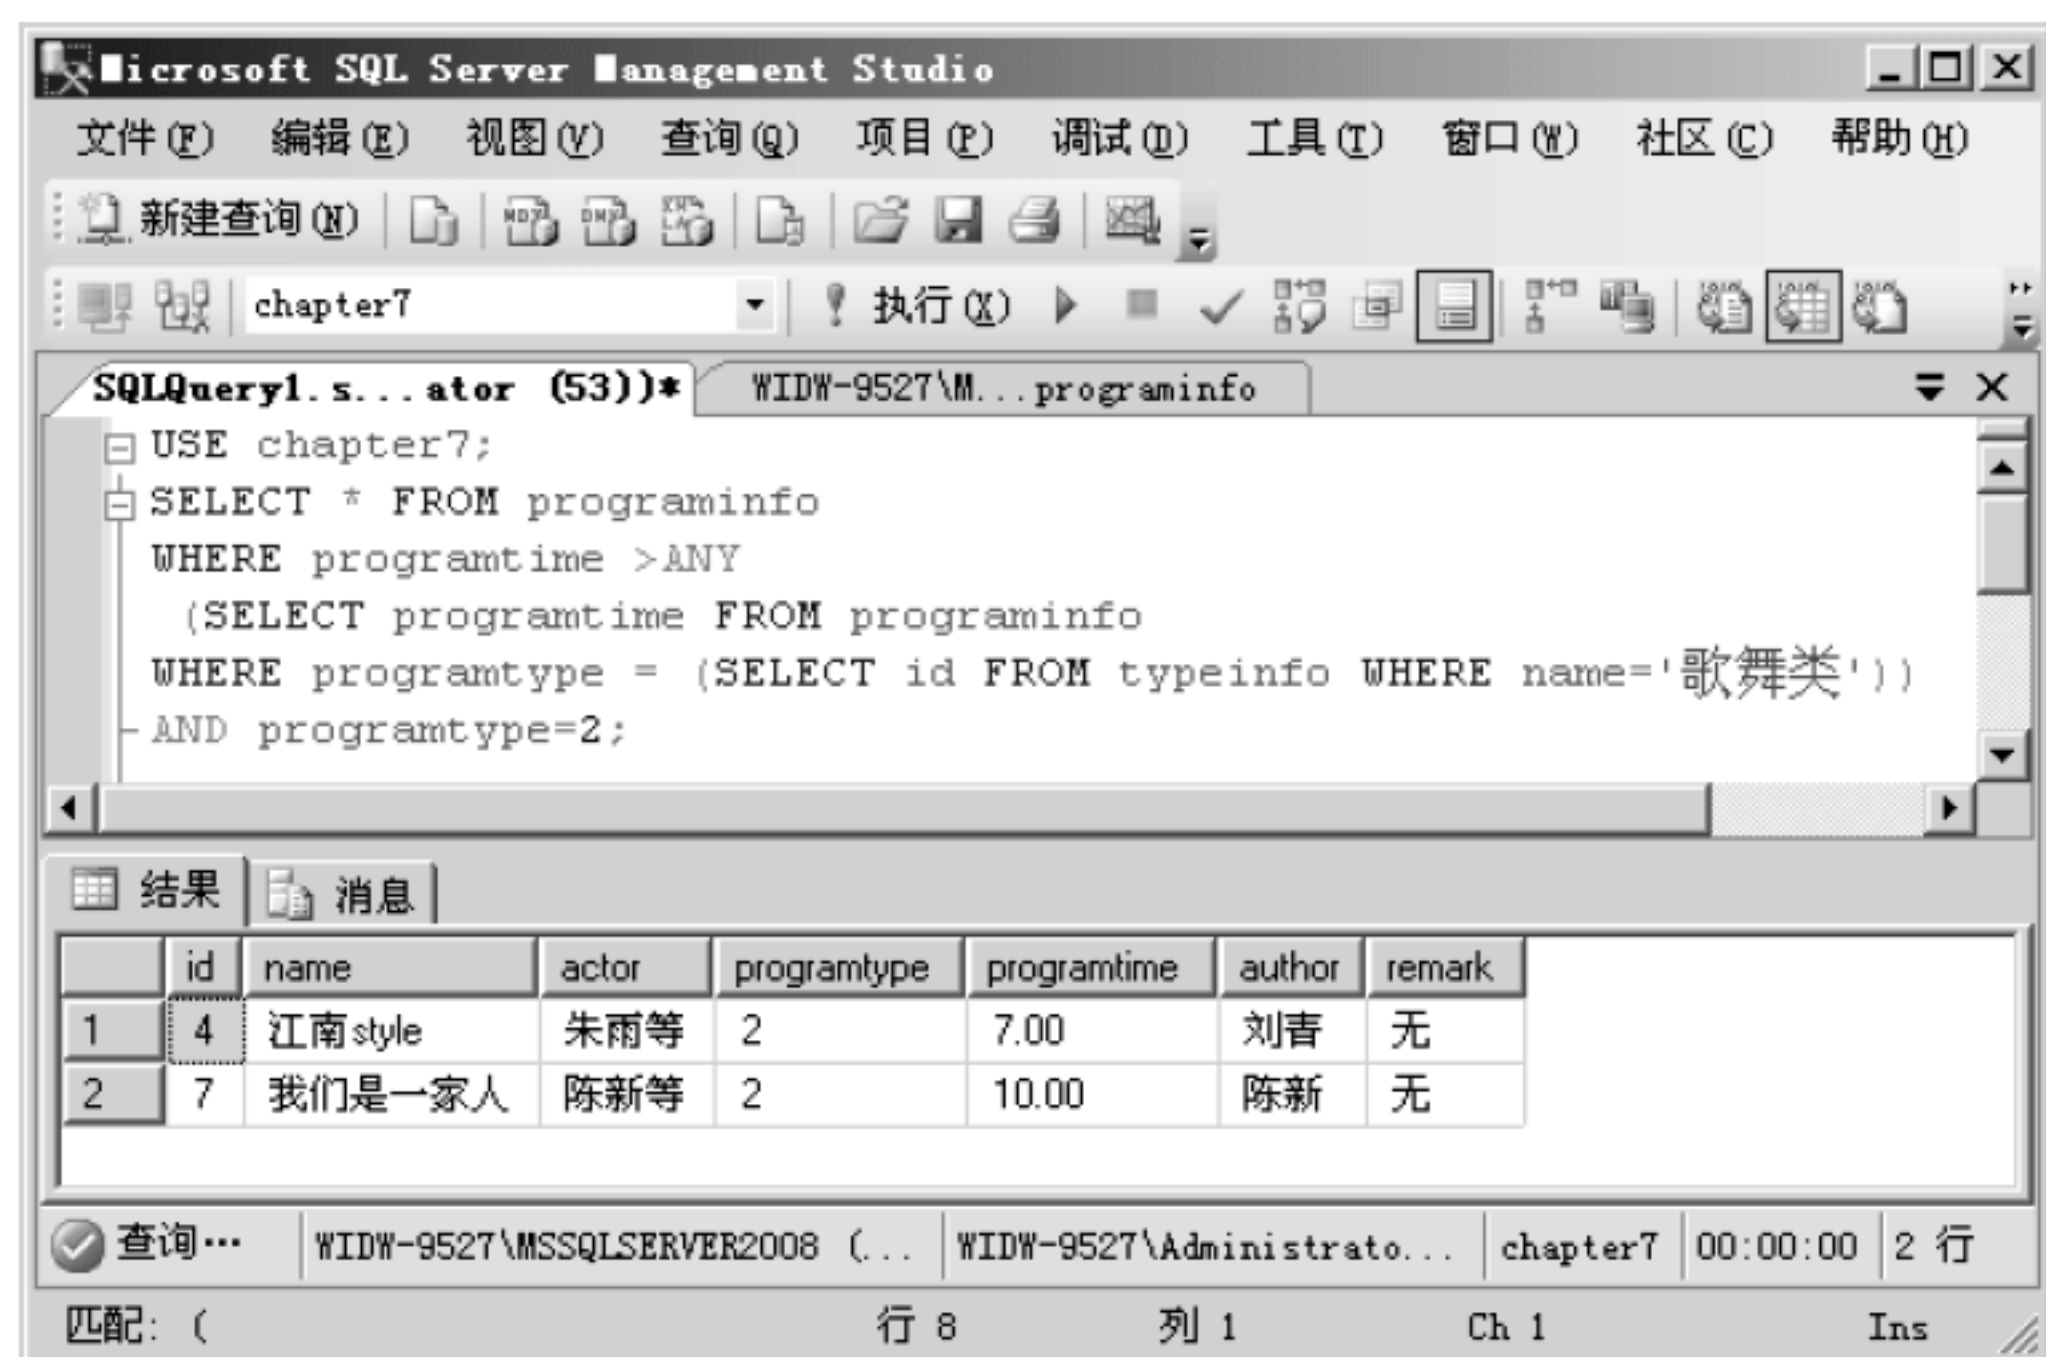 Microsoft SQL Server Management Studio
文件(F) 编辑(E) 视图(V) 查询(Q) 项目(P) 调试(D) 工具(T) 窗口(W) 社区(C) 帮助(H)
新建查询(N)
chapter7 执行(X)
SQLQuery1.s...ator (53))* WIDW-9527\M...programinfo
USE chapter7;
SELECT * FROM programinfo
WHERE programtime >ANY
(SELECT programtime FROM programinfo
WHERE programtype = (SELECT id FROM typeinfo WHERE name='歌舞类'))
AND programtype=2;
结果 消息
id name actor programtype programtime author remark
1 4 江南style 朱雨等 2 7.00 刘春 无
2 7 我们是一家人 陈新等 2 10.00 陈新 无
查询… WIDW-9527\MSSQLSERVER2008 (... WIDW-9527\Administrato... chapter7 00:00:00 2 行
匹配: ( 行 8 列 1 Ch 1 Ins